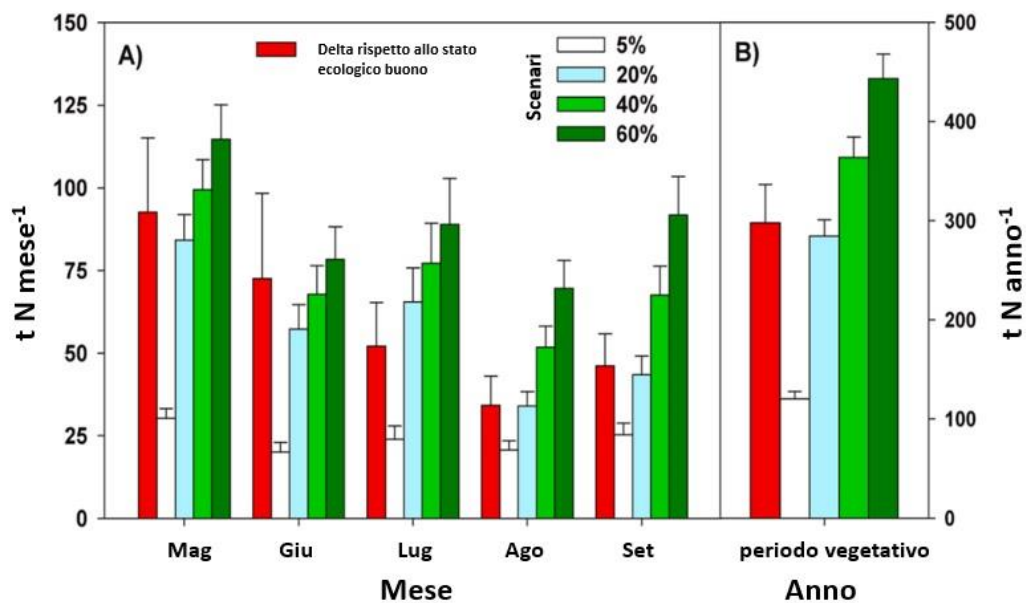 150
125
100
75
50
25
0
t N mese-1
A)
Delta rispetto allo stato
ecologico buono
Scenari
5%
20%
40%
60%
B)
500
400
300
200
100
0
t N anno-1
Mag Giu Lug Ago Set
periodo vegetativo
Mese
Anno